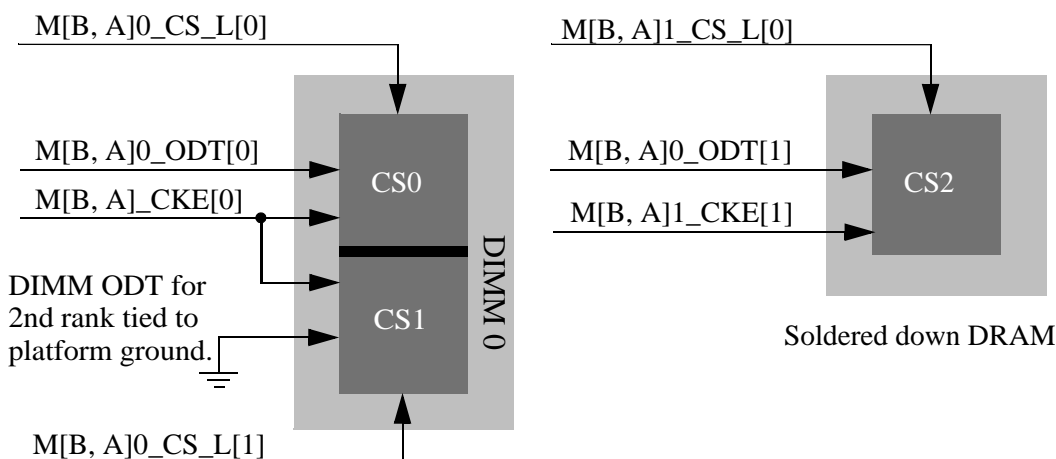 M[B, A]0_CS_L[0]
M[B, A]0_ODT[0]
M[B, A]_CKE[0]
CS0
CS1
DIMM 0
DIMM ODT for
2nd rank tied to
platform ground.
M[B, A]0_CS_L[1]
M[B, A]1_CS_L[0]
M[B, A]0_ODT[1]
M[B, A]1_CKE[1]
CS2
Soldered down DRAM